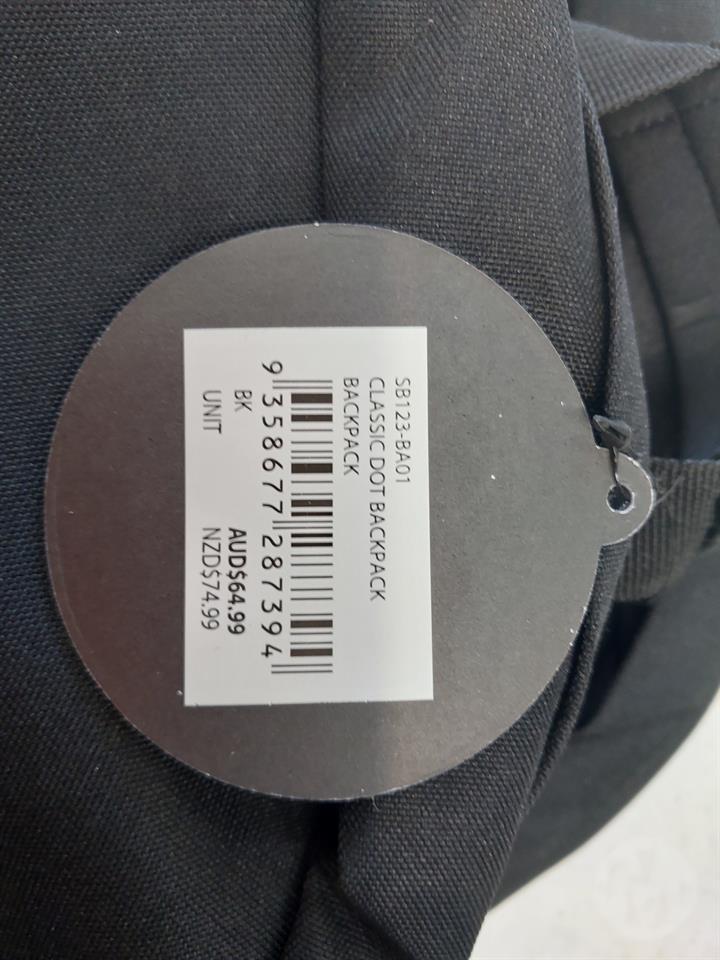 SB123-BA01
CLASSIC DOT BACKPACK
BACKPACK
9 358677 287394
BK
AUD$64.99
UNIT
NZD$74.99